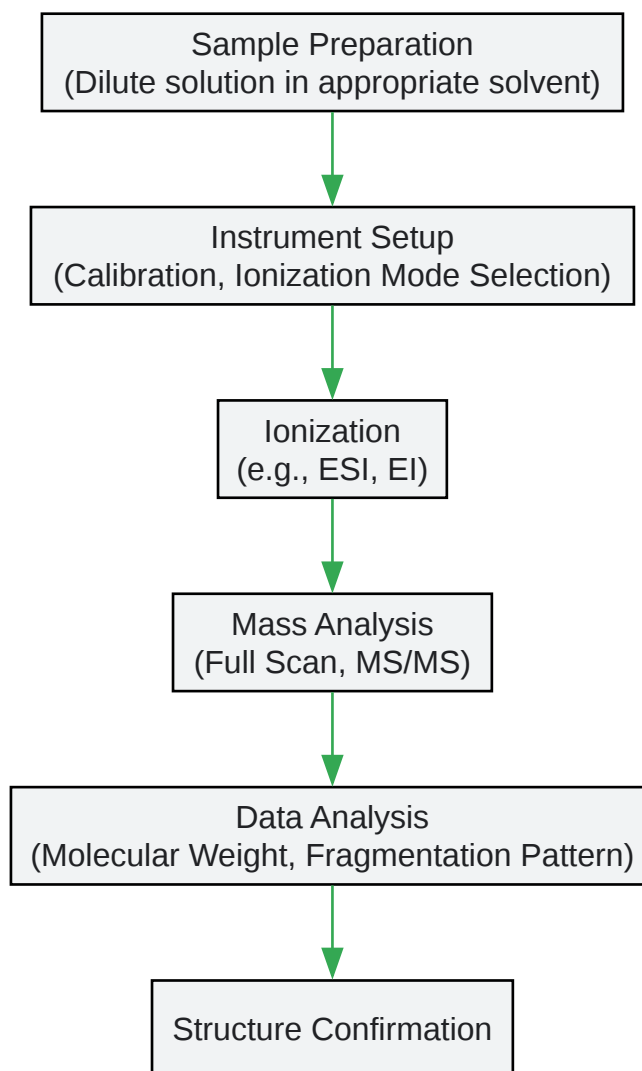 Sample Preparation
(Dilute solution in appropriate solvent)
Instrument Setup
(Calibration, Ionization Mode Selection)
Ionization
(e.g., ESI, EI)
Mass Analysis
(Full Scan, MS/MS)
Data Analysis
(Molecular Weight, Fragmentation Pattern)
Structure Confirmation